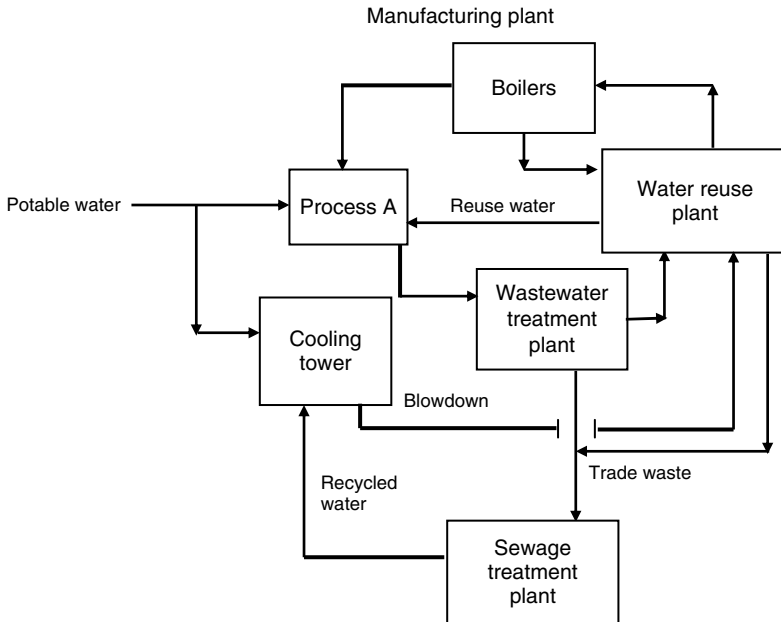 Manufacturing plant
Boilers
Water reuse
plant
Potable water
Process A
Reuse water
Wastewater
treatment
plant
Cooling
tower
Blowdown
Recycled
water
Trade waste
Sewage
treatment
plant